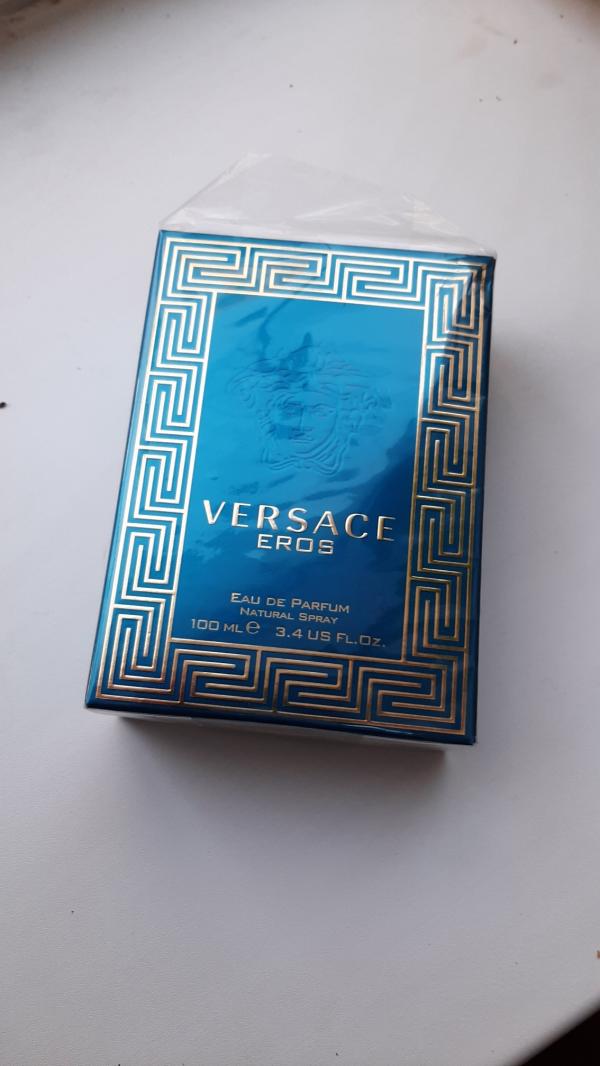 VERSACE
EROS
EAU DE PARFUM
NATURAL SPRAY
100 ML ℮ 3.4 US FL.OZ.